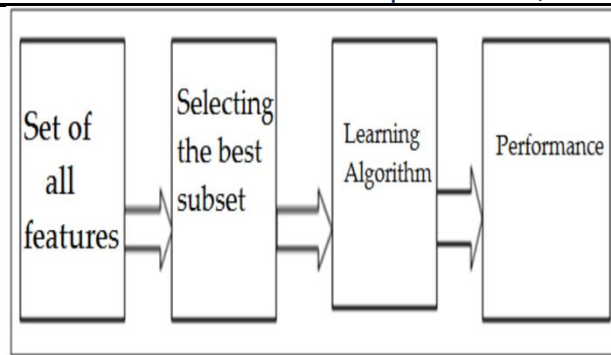 Set of
all
features
Selecting
the best
subset
Learning
Algorithm
Performance